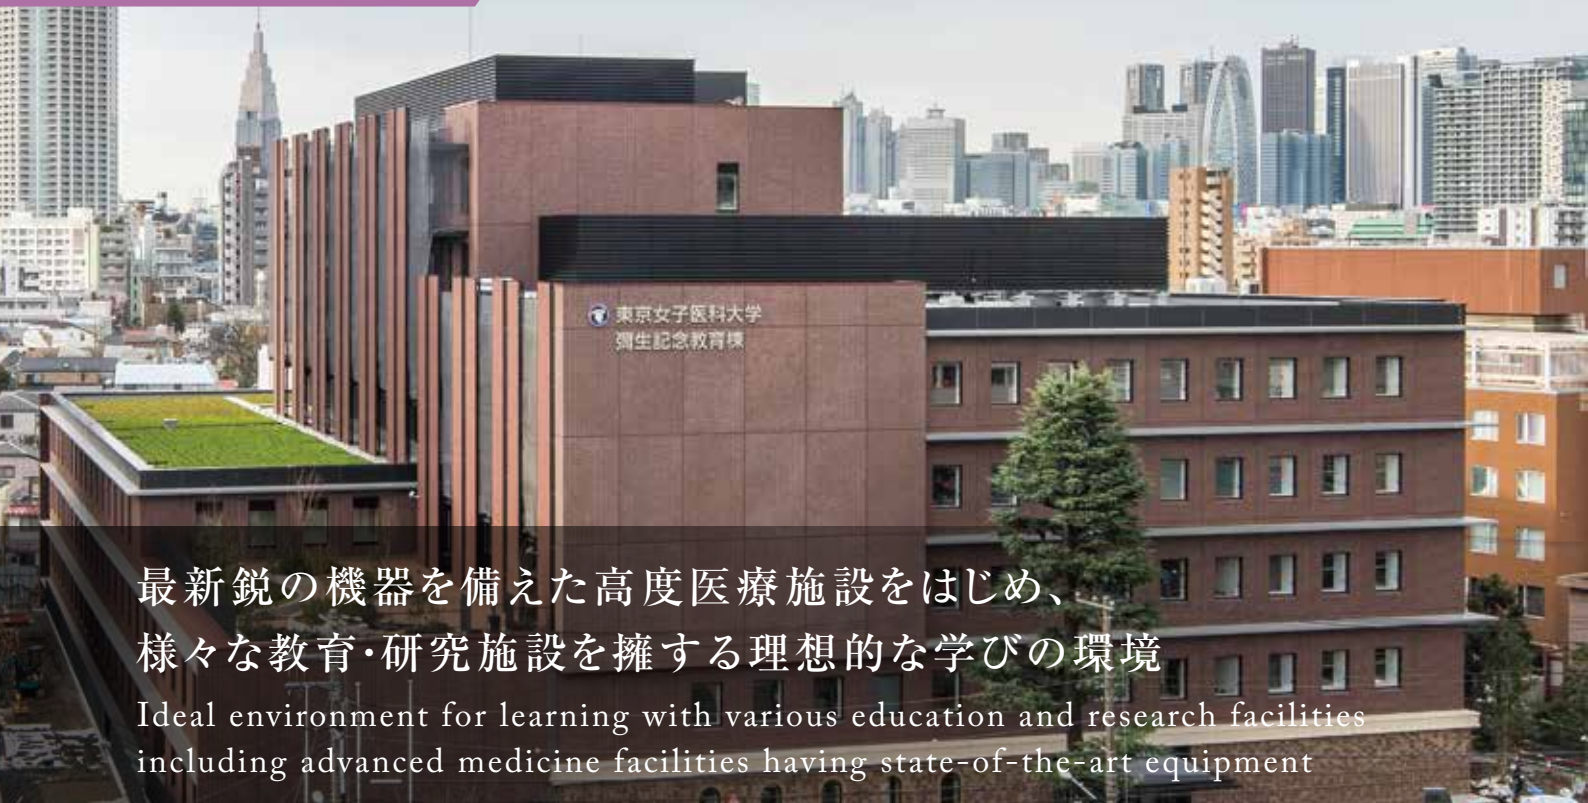 東京女子医科大学
彌生記念教育棟
最新鋭の機器を備えた高度医療施設をはじめ、
様々な教育・研究施設を擁する理想的な学びの環境
Ideal environment for learning with various education and research facilities
including advanced medicine facilities having state-of-the-art equipment